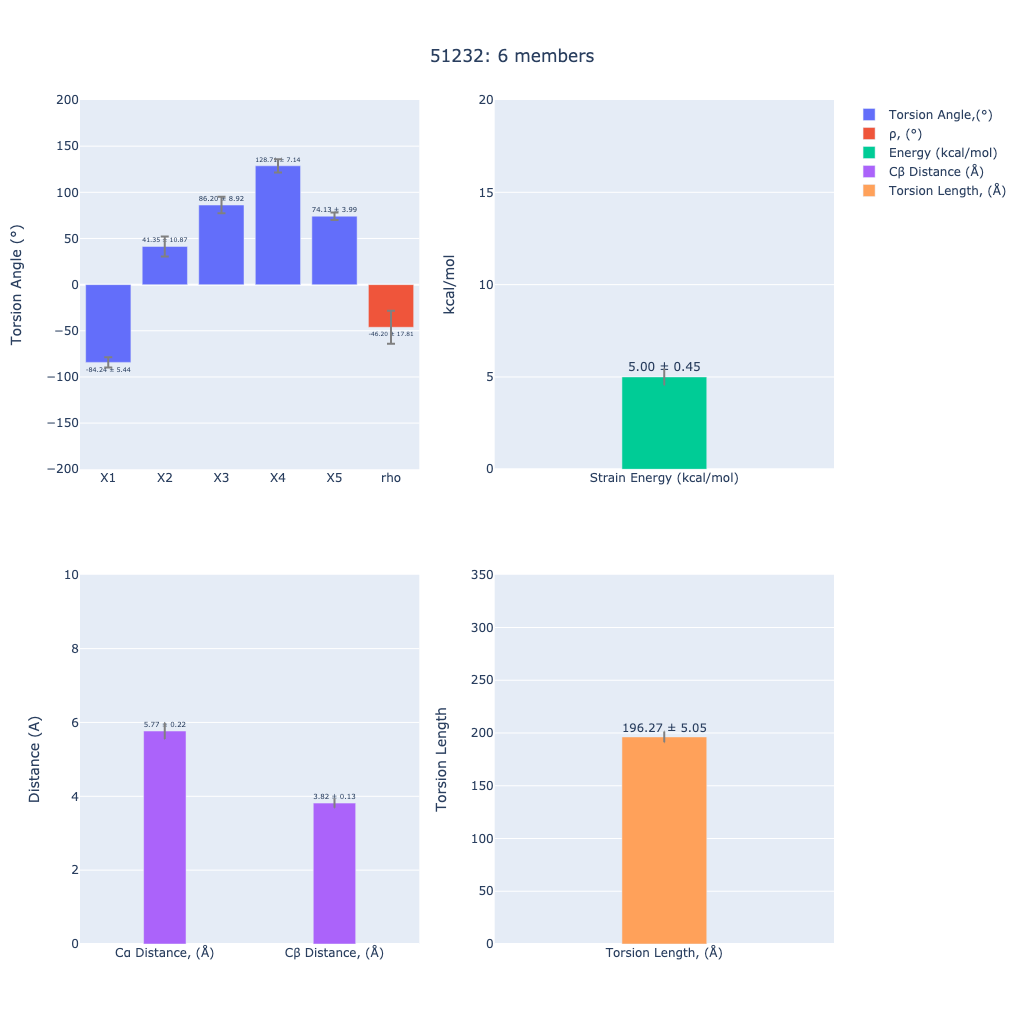 51232: 6 members
Torsion Angle (°)
200
150
100
50
0
−50
−100
−150
−200
-84.24 ± 5.44
41.35 ± 10.87
86.20 ± 8.92
128.71 ± 7.14
74.13 ± 3.99
-46.20 ± 17.81
X1 X2 X3 X4 X5 rho
kcal/mol
20
15
10
5
0
5.00 ± 0.45
Strain Energy (kcal/mol)
Torsion Angle,(°)
ρ, (°)
Energy (kcal/mol)
Cβ Distance (Å)
Torsion Length, (Å)
Distance (A)
10
8
6
4
2
0
5.77 ± 0.22
3.82 ± 0.13
Cα Distance, (Å) Cβ Distance, (Å)
Torsion Length
350
300
250
200
150
100
50
0
196.27 ± 5.05
Torsion Length, (Å)